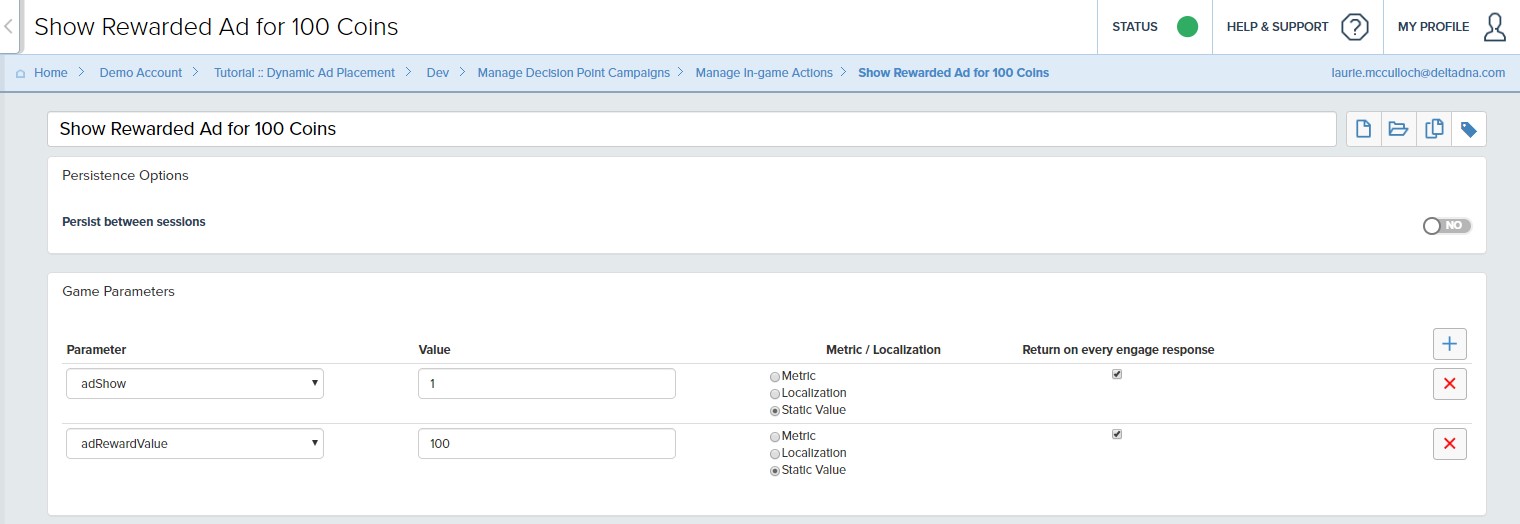 Show Rewarded Ad for 100 Coins
STATUS
HELP & SUPPORT
MY PROFILE
Home
Demo Account
Tutorial :: Dynamic Ad Placement
Dev
Manage Decision Point Campaigns
Manage In-game Actions
Show Rewarded Ad for 100 Coins
laurie.mcculloch@deltadna.com
Show Rewarded Ad for 100 Coins
Persistence Options
Persist between sessions
NO
Game Parameters
Parameter
Value
Metric / Localization
Return on every engage response
adShow
1
Metric
Localization
Static Value
adRewardValue
100
Metric
Localization
Static Value